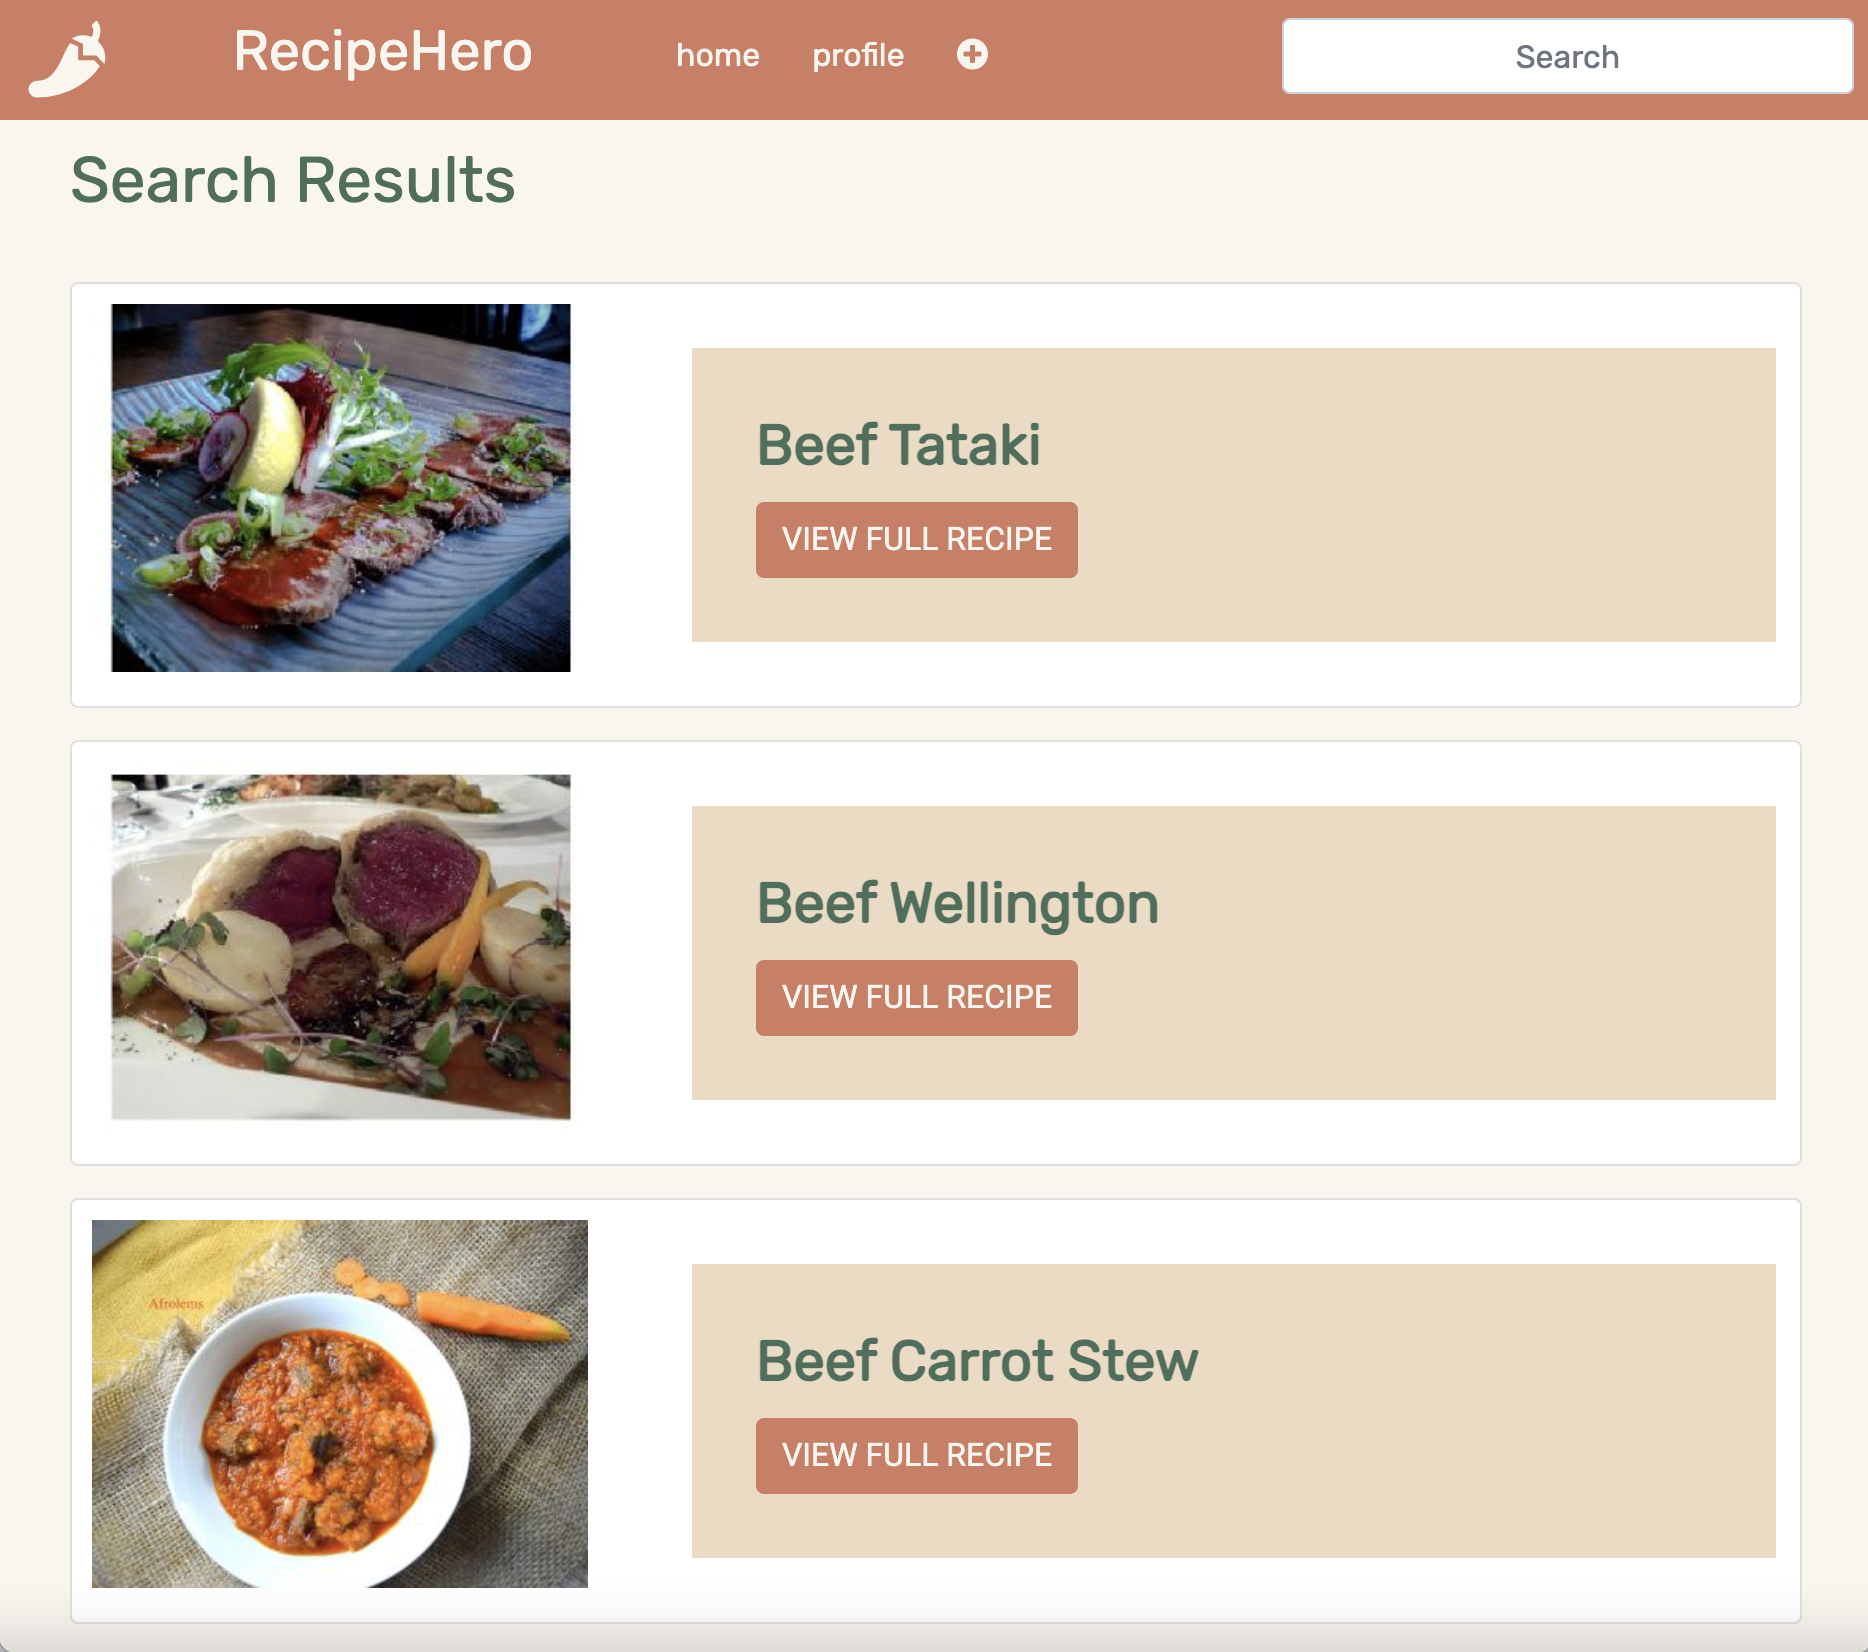 RecipeHero
home profile
Search
Search Results
Beef Tataki
VIEW FULL RECIPE
Beef Wellington
VIEW FULL RECIPE
Afrolems
Beef Carrot Stew
VIEW FULL RECIPE